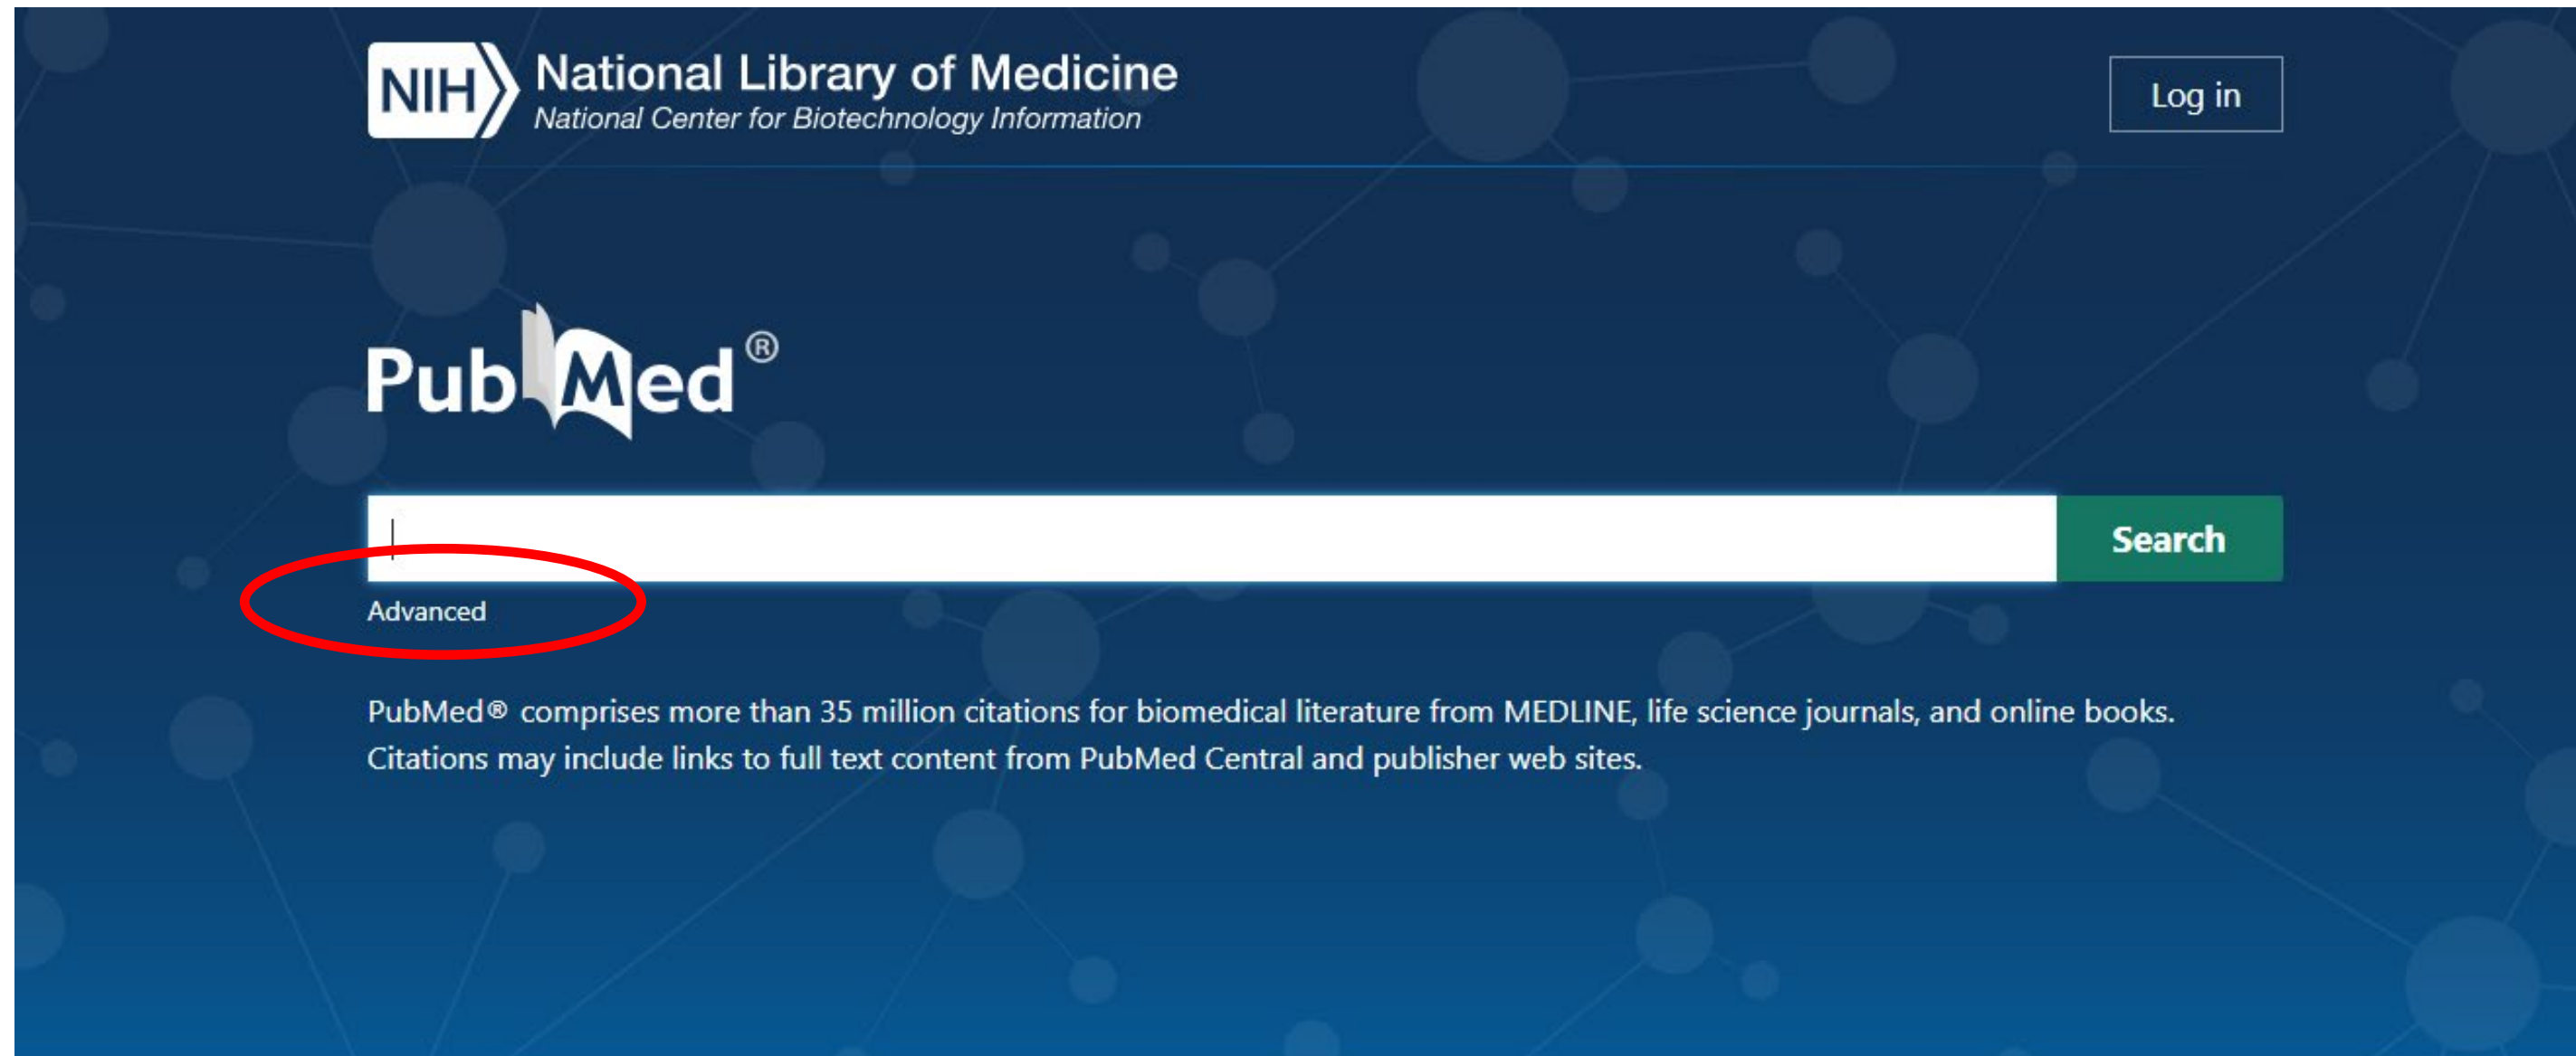 NIH National Library of Medicine
National Center for Biotechnology Information
Log in
PubMed®
Search
Advanced
PubMed® comprises more than 35 million citations for biomedical literature from MEDLINE, life science journals, and online books.
Citations may include links to full text content from PubMed Central and publisher web sites.